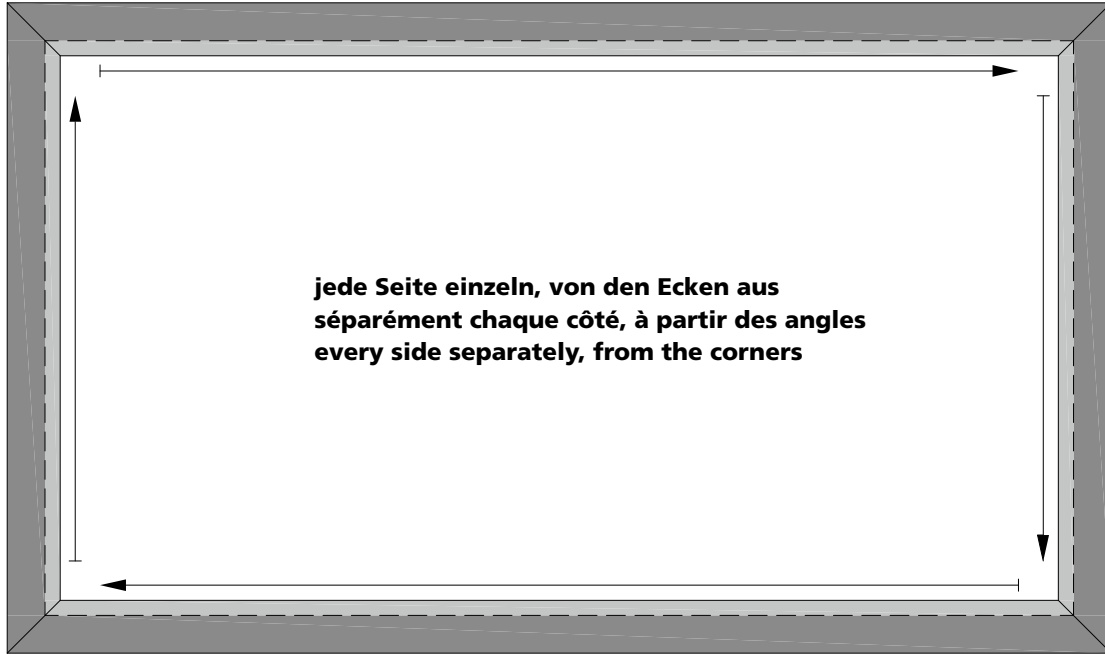 jede Seite einzeln, von den Ecken aus
séparément chaque côté, à partir des angles
every side separately, from the corners